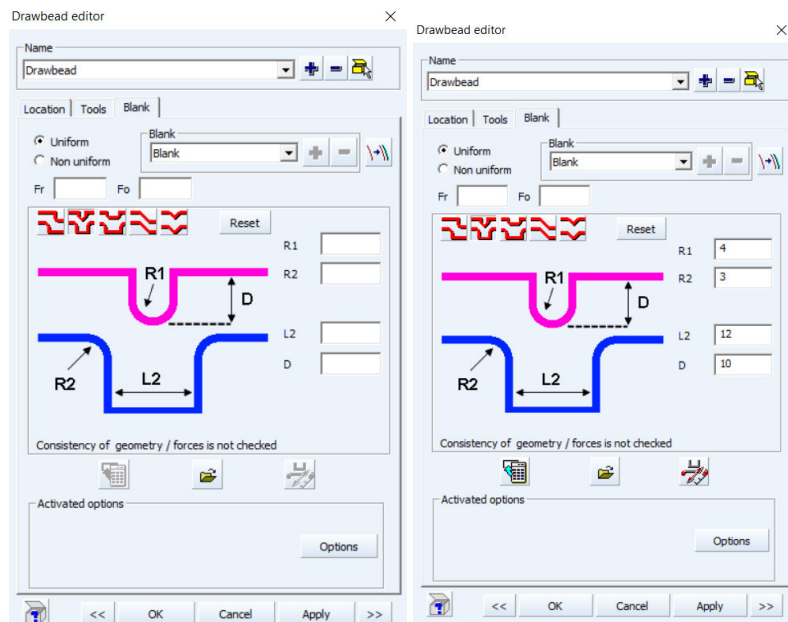 Drawbead editor
Name
Drawbead
Location Tools Blank
Uniform
Non uniform
Blank
Blank
Fr
Fo
Reset
R1
R2
L2
D
R1
D
R2
L2
Consistency of geometry / forces is not checked
Activated options
Options
<< OK Cancel Apply >>
Drawbead editor
Name
Drawbead
Location Tools Blank
Uniform
Non uniform
Blank
Blank
Fr
Fo
Reset
R1 4
R2 3
L2 12
D 10
R1
D
R2
L2
Consistency of geometry / forces is not checked
Activated options
Options
<< OK Cancel Apply >>